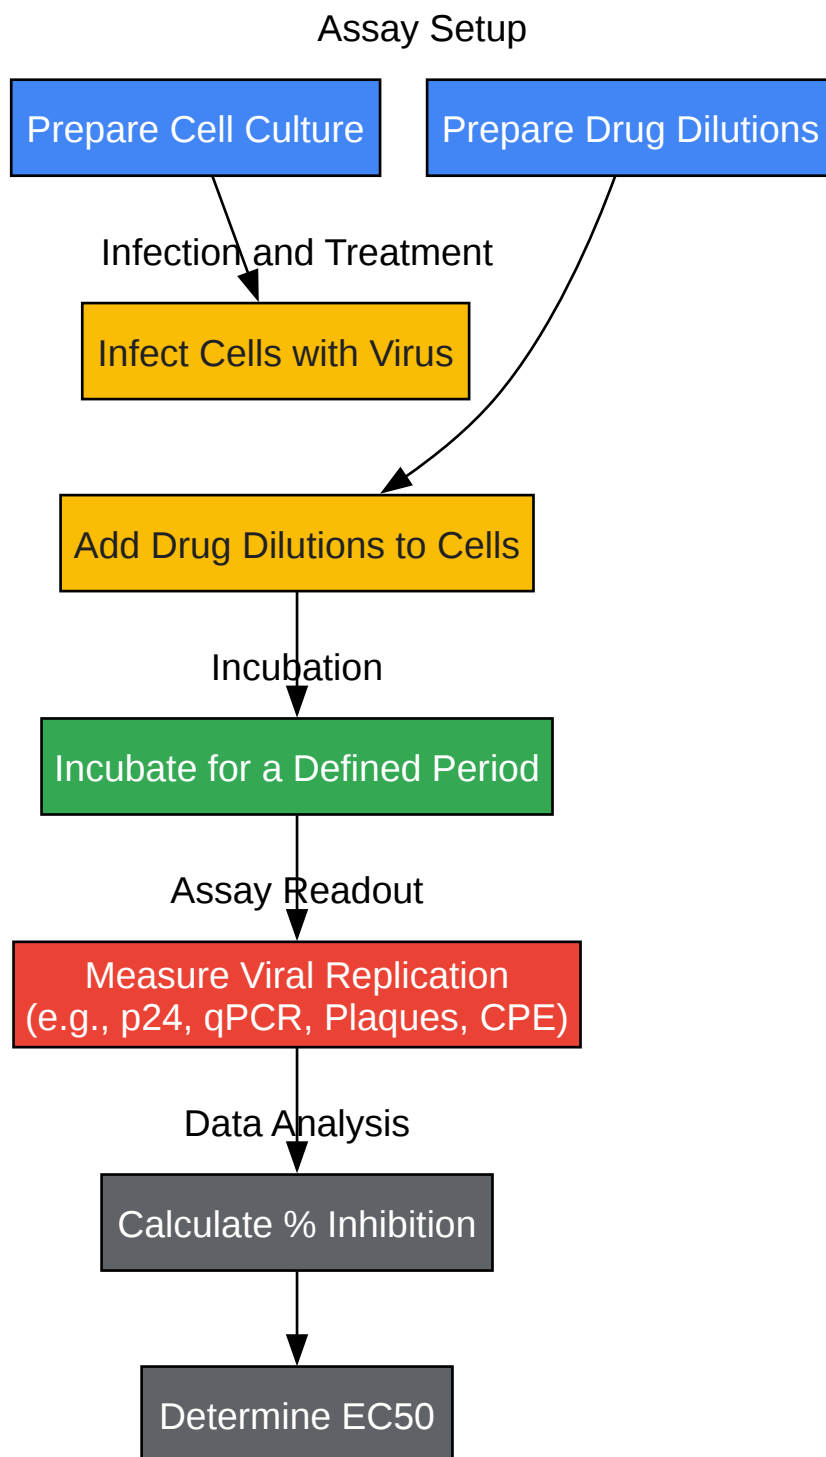 Assay Setup
Prepare Cell Culture
Prepare Drug Dilutions
Infection and Treatment
Infect Cells with Virus
Add Drug Dilutions to Cells
Incubation
Incubate for a Defined Period
Assay Readout
Measure Viral Replication
(e.g., p24, qPCR, Plaques, CPE)
Data Analysis
Calculate % Inhibition
Determine EC50